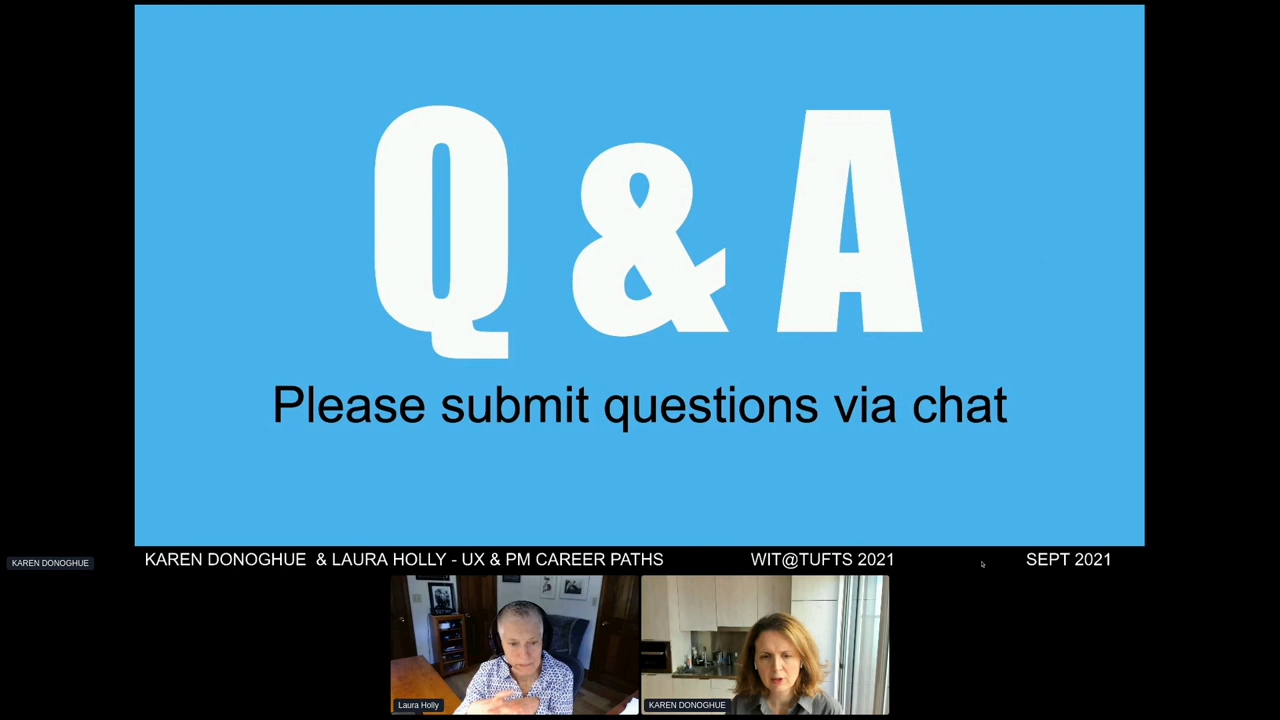 Q & A
Please submit questions via chat
KAREN DONOGHUE
KAREN DONOGHUE & LAURA HOLLY - UX & PM CAREER PATHS WIT@TUFTS 2021 SEPT 2021
Laura Holly
KAREN DONOGHUE